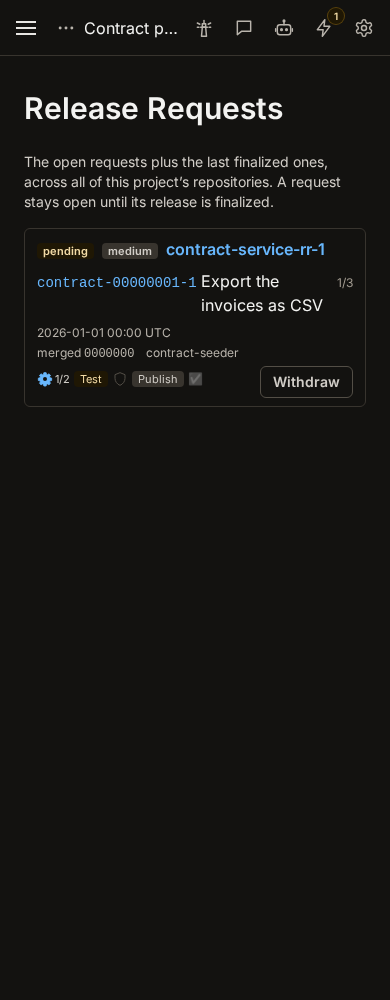 Contract p...
1
Release Requests
The open requests plus the last finalized ones,
across all of this project's repositories. A request
stays open until its release is finalized.
pending medium contract-service-rr-1
contract-00000001-1 Export the 1/3
invoices as CSV
2026-01-01 00:00 UTC
merged 0000000 contract-seeder
1/2 Test Publish
Withdraw